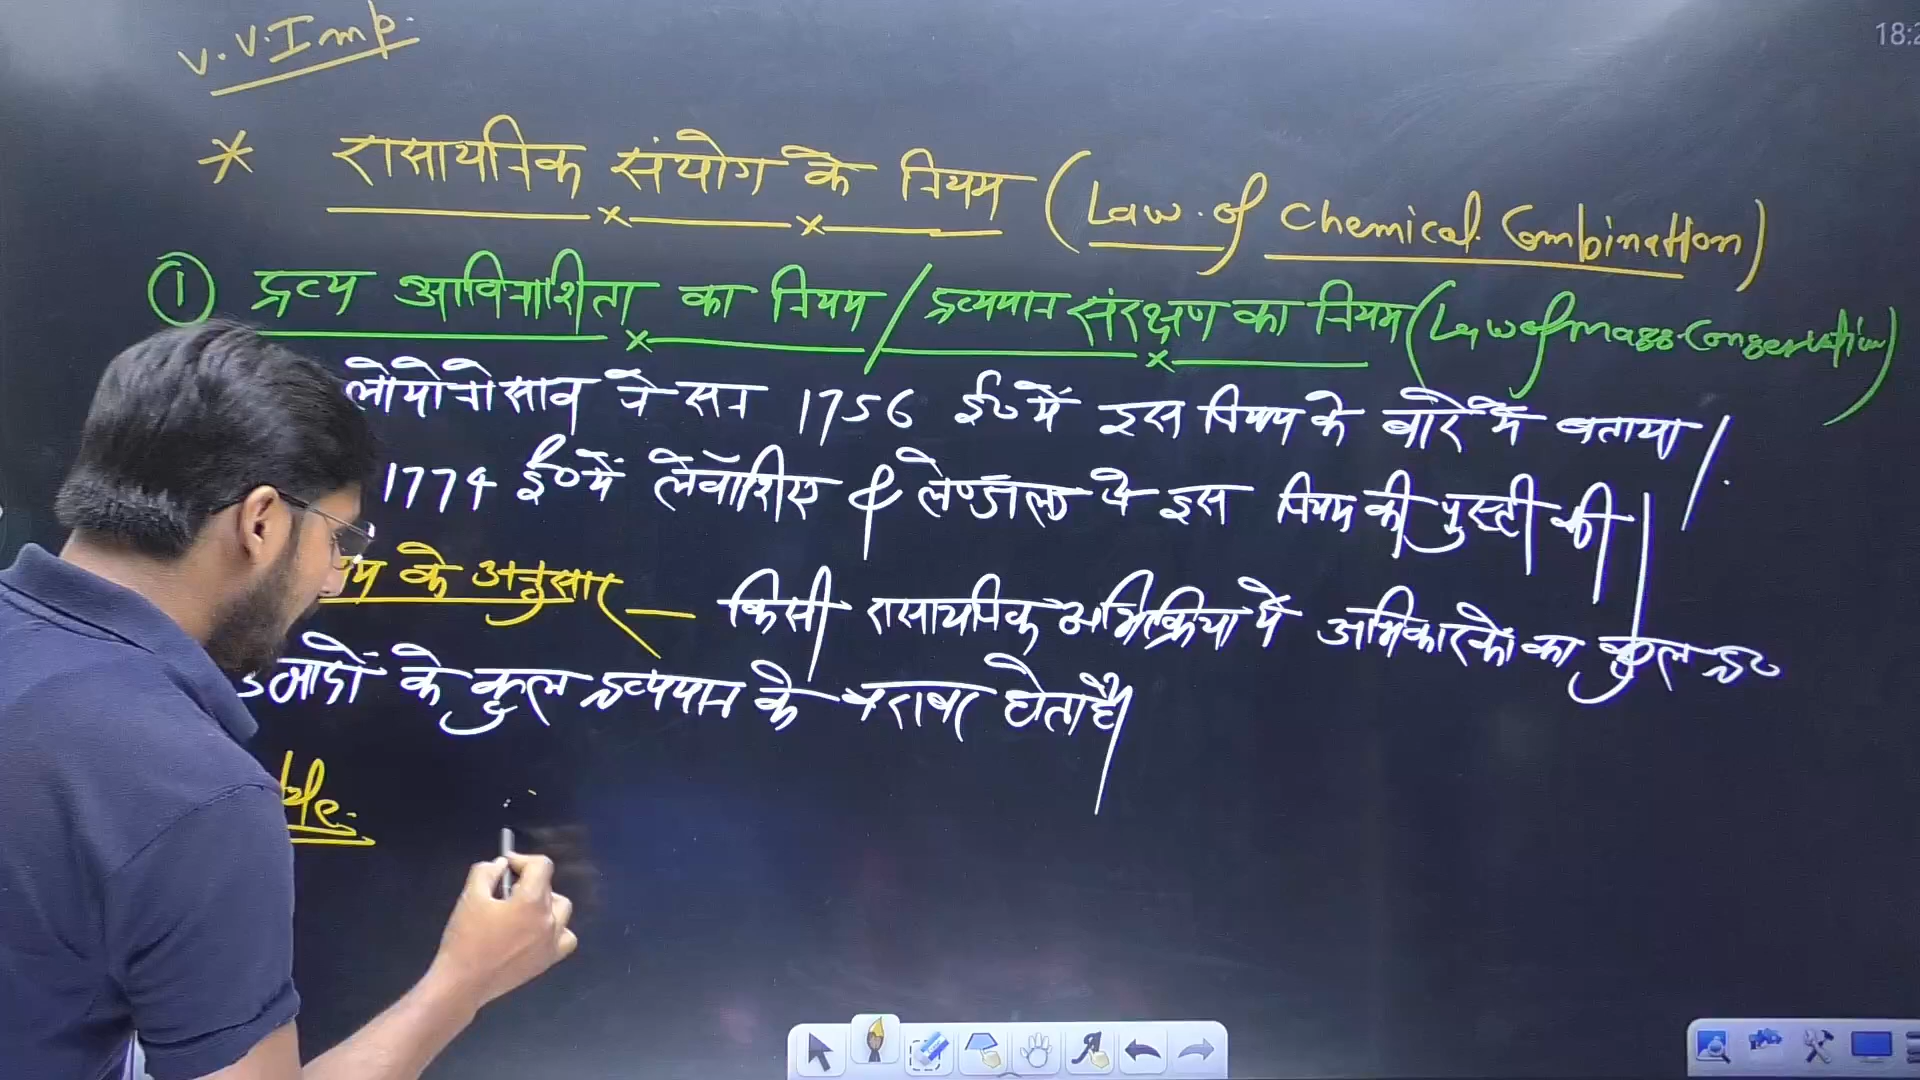 V.V.Imp.
* रासायनिक संयोग के नियम (Law of Chemical Combination)
① द्रव्य अविनाशिता का नियम / द्रव्यमान संरक्षण का नियम (Law of mass Conservation)
लोमोनोसोव ने सन 1756 ई० में इस नियम के बारे में बताया।
1774 ई० में लेवॉशिए & लेण्डाल्ट ने इस नियम की पुस्टी की।
के अनुसार — किसी रासायनिक अभिक्रिया में अभिकारकों का कुल द्र०
के कुल द्रव्यमान के बराबर होता है।